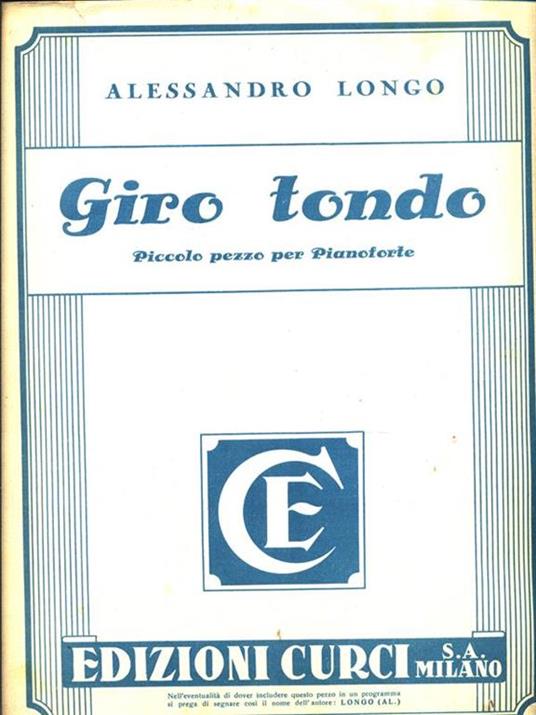 ALESSANDRO LONGO
Giro tondo
Piccolo pezzo per Pianoforte
CE
EDIZIONI CURCI S.A. MILANO
Nell'eventualità di dover includere questo pezzo in un programma
si prega di segnare così il nome dell'autore: LONGO (AL.)